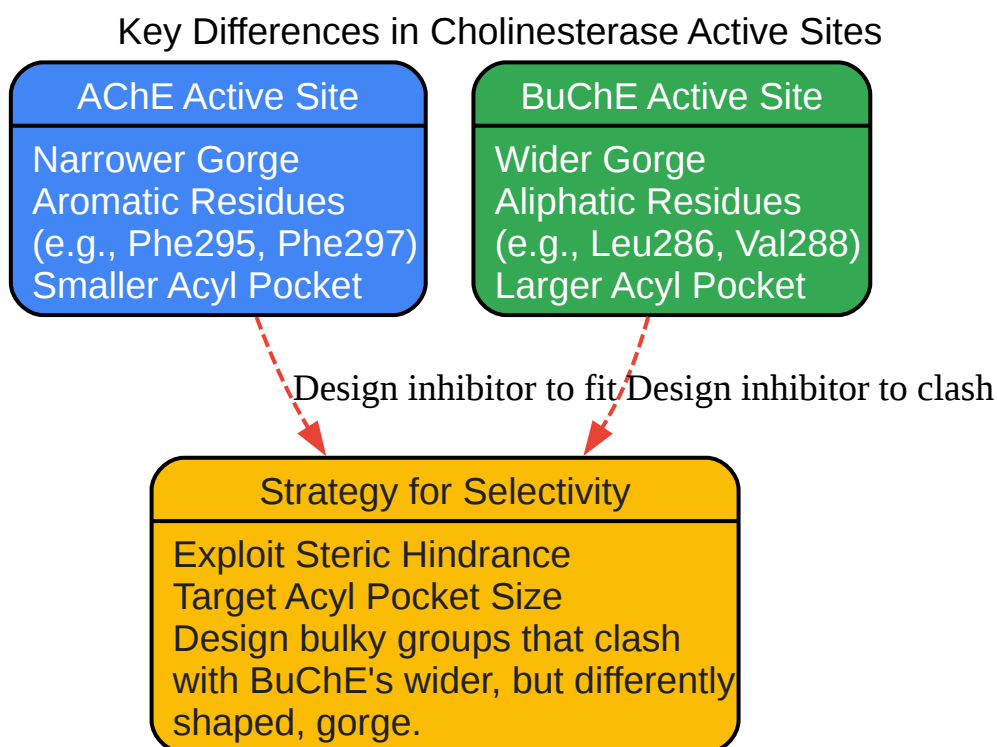 Key Differences in Cholinesterase Active Sites
AChE Active Site
Narrower Gorge
Aromatic Residues
(e.g., Phe295, Phe297)
Smaller Acyl Pocket
BuChE Active Site
Wider Gorge
Aliphatic Residues
(e.g., Leu286, Val288)
Larger Acyl Pocket
Design inhibitor to fit
Design inhibitor to clash
Strategy for Selectivity
Exploit Steric Hindrance
Target Acyl Pocket Size
Design bulky groups that clash
with BuChE's wider, but differently
shaped, gorge.